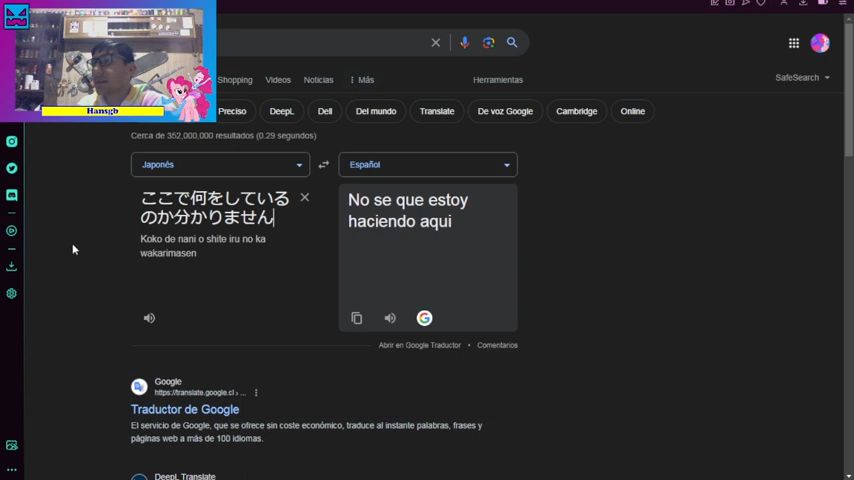 Hansgb
Shopping
Videos
Noticias
Más
Herramientas
SafeSearch
Preciso
DeepL
Dell
Del mundo
Translate
De voz Google
Cambridge
Online
Cerca de 352,000,000 resultados (0.29 segundos)
Japonés
Español
ここで何をしている
のか分かりません
Koko de nani o shite iru no ka
wakarimasen
No se que estoy
haciendo aqui
Abrir en Google Traductor
Comentarios
Google
https://translate.google.cl › ...
Traductor de Google
El servicio de Google, que se ofrece sin coste económico, traduce al instante palabras, frases y
páginas web a más de 100 idiomas.
DeepL Translate